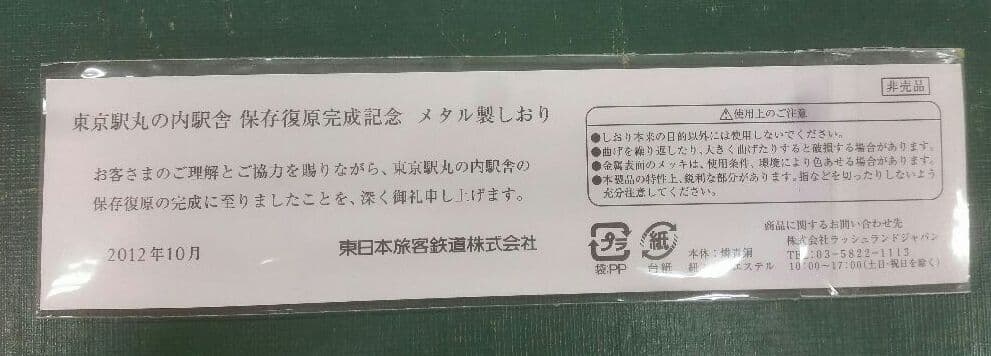 非売品
東京駅丸の内駅舎 保存復原完成記念 メタル製しおり
お客さまのご理解とご協力を賜りながら、東京駅丸の内駅舎の
保存復原の完成に至りましたことを、深く御礼申し上げます。
2012年10月
東日本旅客鉄道株式会社
⚠使用上のご注意
●しおり本来の目的以外には使用しないでください。
●曲げを繰り返したり、大きく曲げたりすると破損する場合があります。
●金属表面のメッキは、使用条件、環境により色あせる場合があります。
●本製品の特性上、鋭利な部分があります。指などを切ったりしないよう
充分注意してください。
プラ
袋:PP
紙
台紙
本体:燐青銅
紐 エステル
商品に関するお問い合わせ先
株式会社ラッシュランドジャパン
TEL:03-5822-1113
10:00〜17:00(土日・祝日を除く)